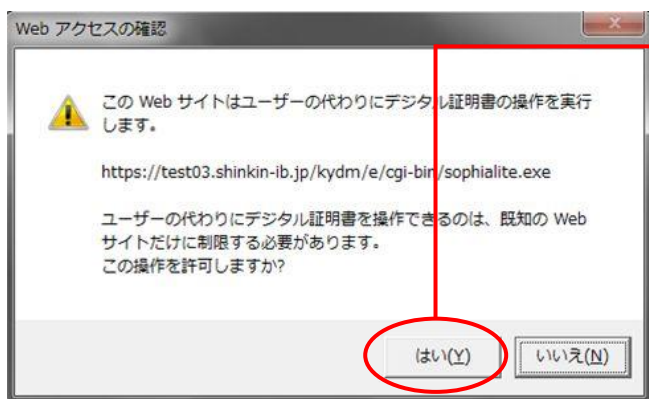 Web アクセスの確認
この Web サイトはユーザーの代わりにデジタル証明書の操作を実行
します。
https://test03.shinkin-ib.jp/kydm/e/cgi-bin/sophialite.exe
ユーザーの代わりにデジタル証明書を操作できるのは、既知の Web
サイトだけに制限する必要があります。
この操作を許可しますか?
はい(Y)
いいえ(N)